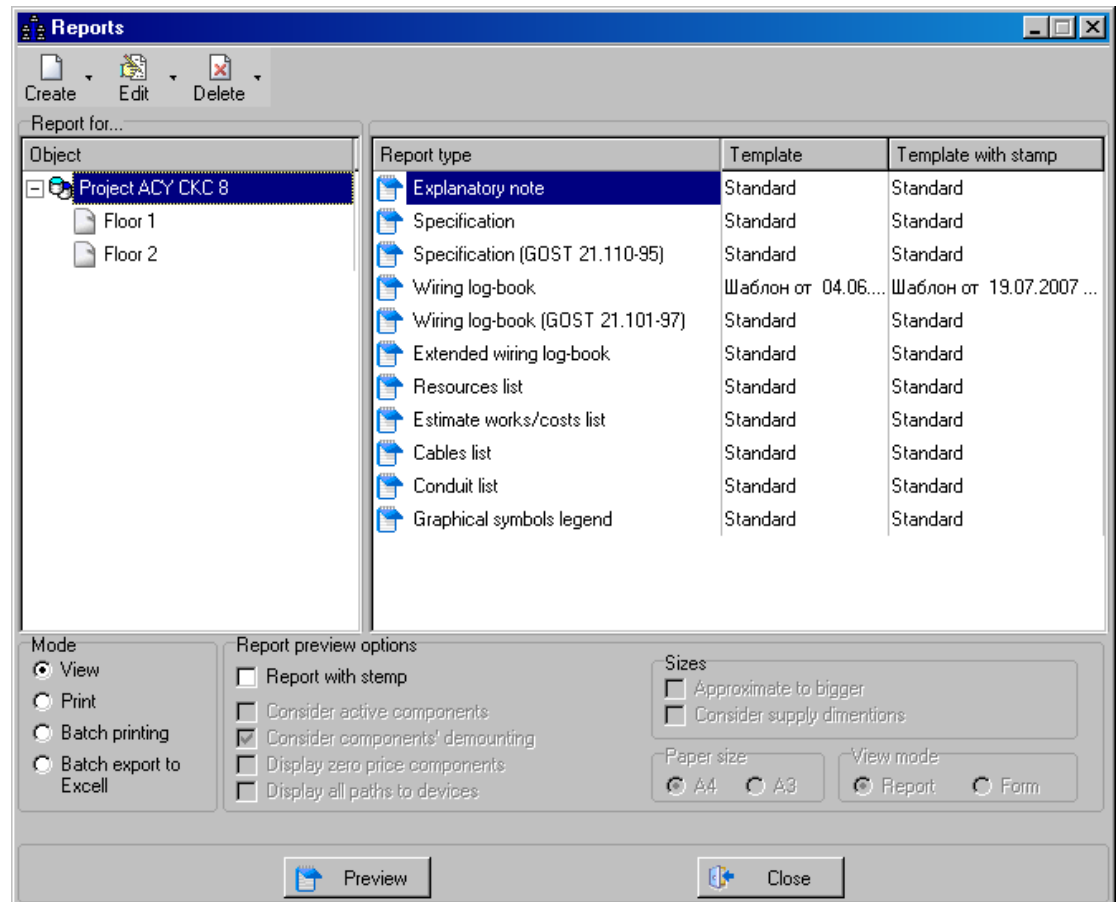 Reports
Create Edit Delete
Report for...
Object
Project ACY CKC 8
Floor 1
Floor 2
Report type Template Template with stamp
Explanatory note Standard Standard
Specification Standard Standard
Specification (GOST 21.110-95) Standard Standard
Wiring log-book Шаблон от 04.06.... Шаблон от 19.07.2007 ...
Wiring log-book (GOST 21.101-97) Standard Standard
Extended wiring log-book Standard Standard
Resources list Standard Standard
Estimate works/costs list Standard Standard
Cables list Standard Standard
Conduit list Standard Standard
Graphical symbols legend Standard Standard
Mode
View
Print
Batch printing
Batch export to
Excell
Report preview options
Report with stemp
Consider active components
Consider components' demounting
Display zero price components
Display all paths to devices
Sizes
Approximate to bigger
Consider supply dimentions
Paper size
A4 A3
View mode
Report Form
Preview Close